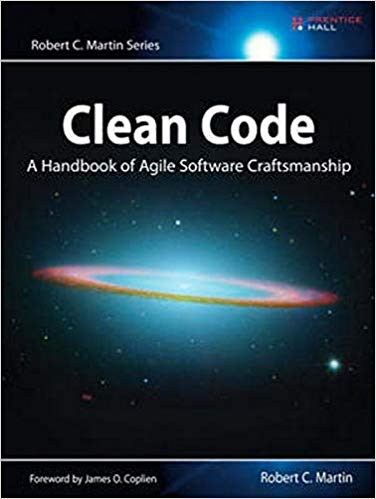 Robert C. Martin Series
PRENTICE
HALL
Clean Code
A Handbook of Agile Software Craftsmanship
Foreword by James O. Coplien
Robert C. Martin